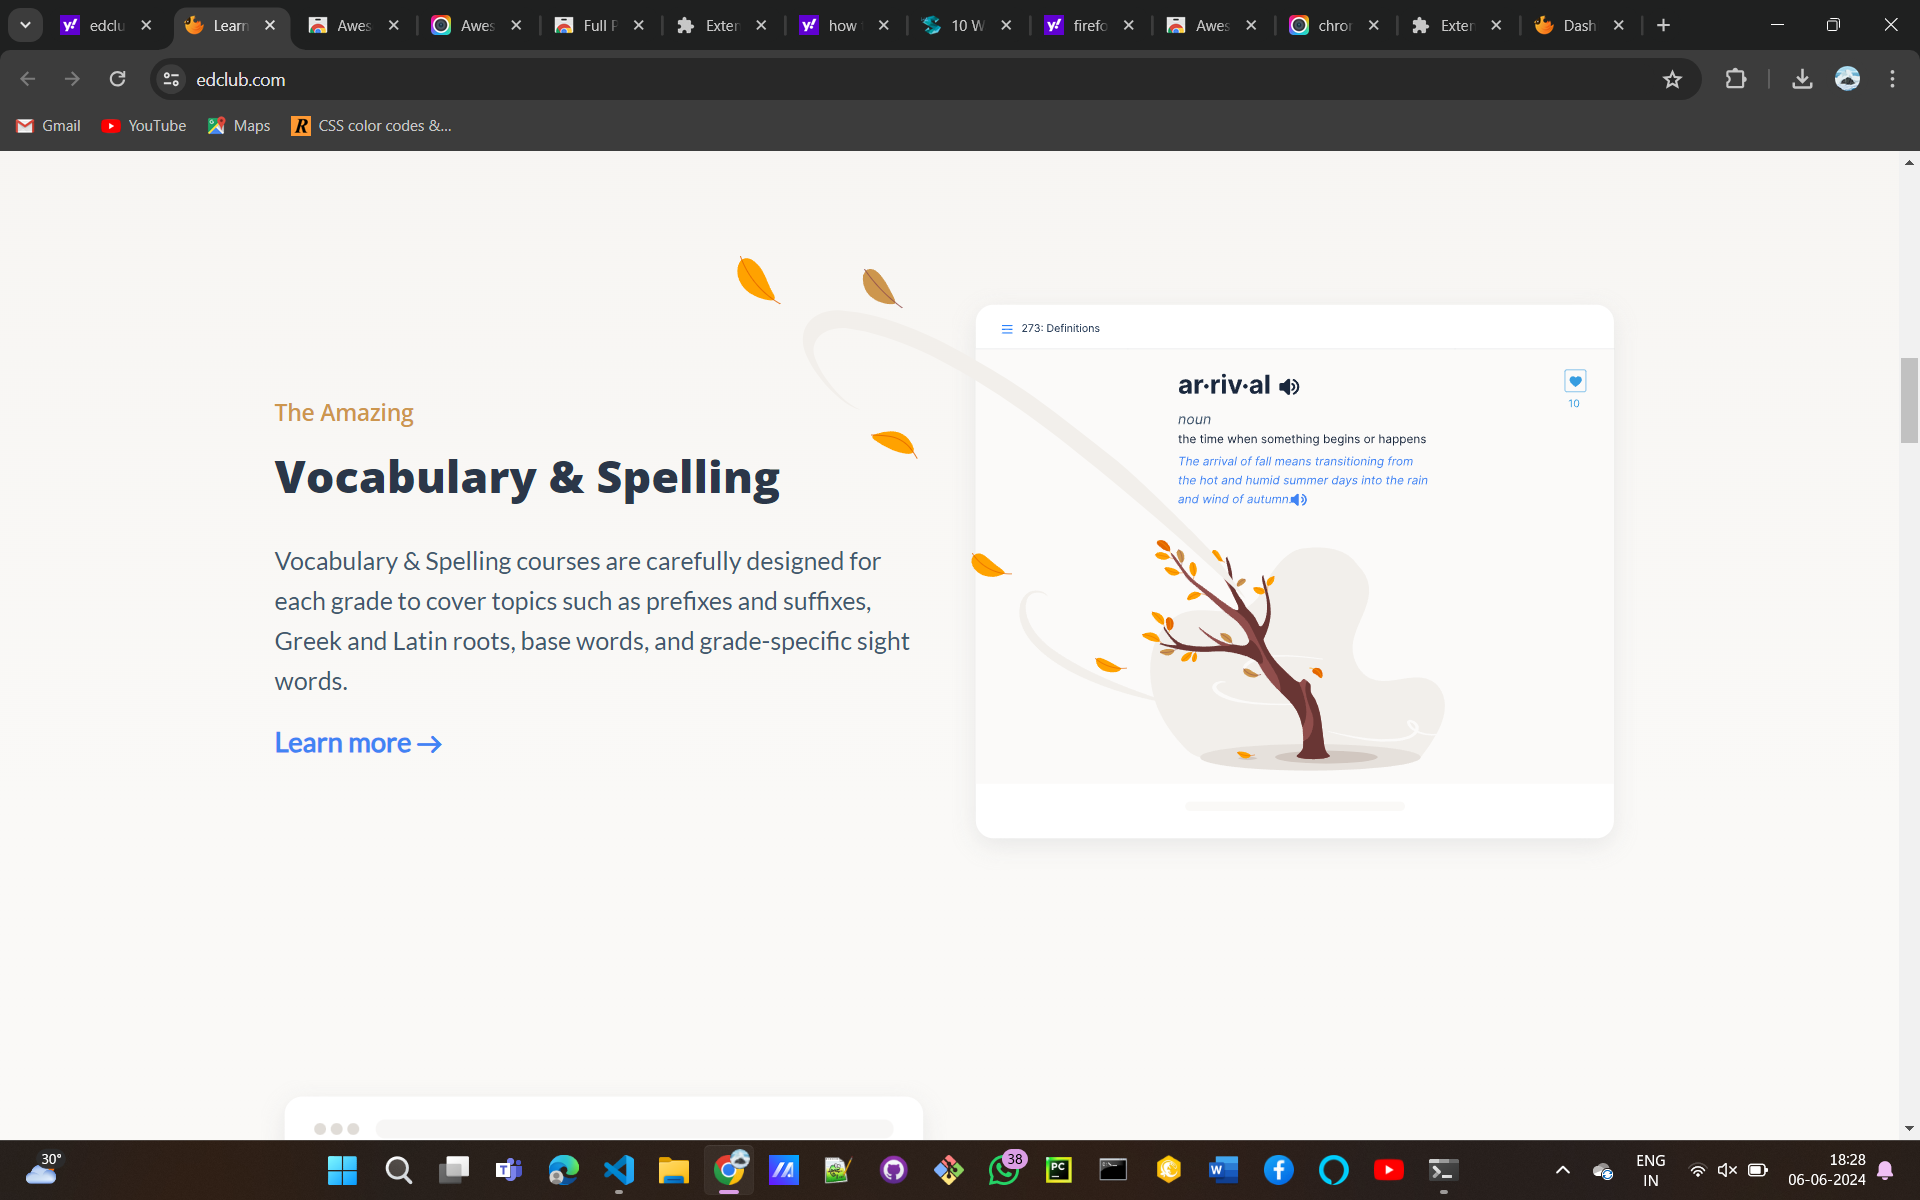 edclu
Learn
Awes
Awes
Full P
Exten
how
10 W
firefo
Awes
chron
Exten
Dash
edclub.com
Gmail
YouTube
Maps
CSS color codes &...
The Amazing
Vocabulary & Spelling
Vocabulary & Spelling courses are carefully designed for
each grade to cover topics such as prefixes and suffixes,
Greek and Latin roots, base words, and grade-specific sight
words.
Learn more →
273: Definitions
ar·riv·al
10
noun
the time when something begins or happens
The arrival of fall means transitioning from
the hot and humid summer days into the rain
and wind of autumn.
30°
38
ENG
IN
18:28
06-06-2024